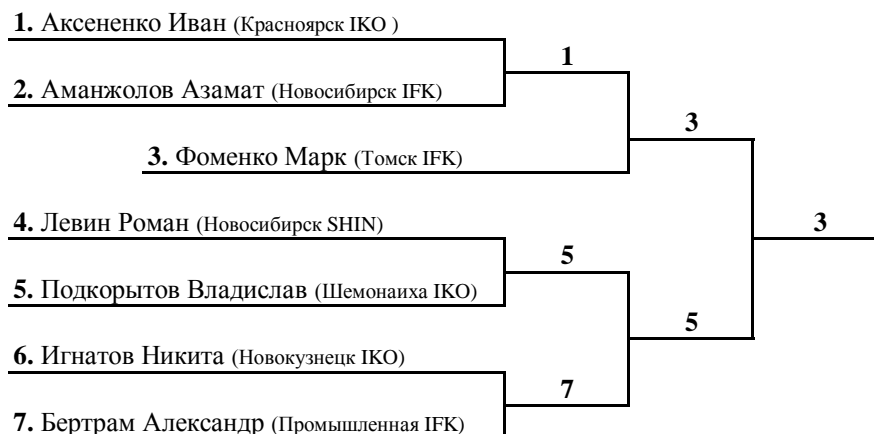 1. Аксененко Иван (Красноярск IKO )
1
2. Аманжолов Азамат (Новосибирск IFK)
3
3. Фоменко Марк (Томск IFK)
4. Левин Роман (Новосибирск SHIN)
3
5
5. Подкорытов Владислав (Шемонаиха IKO)
5
6. Игнатов Никита (Новокузнецк IKO)
7
7. Бертрам Александр (Промышленная IFK)